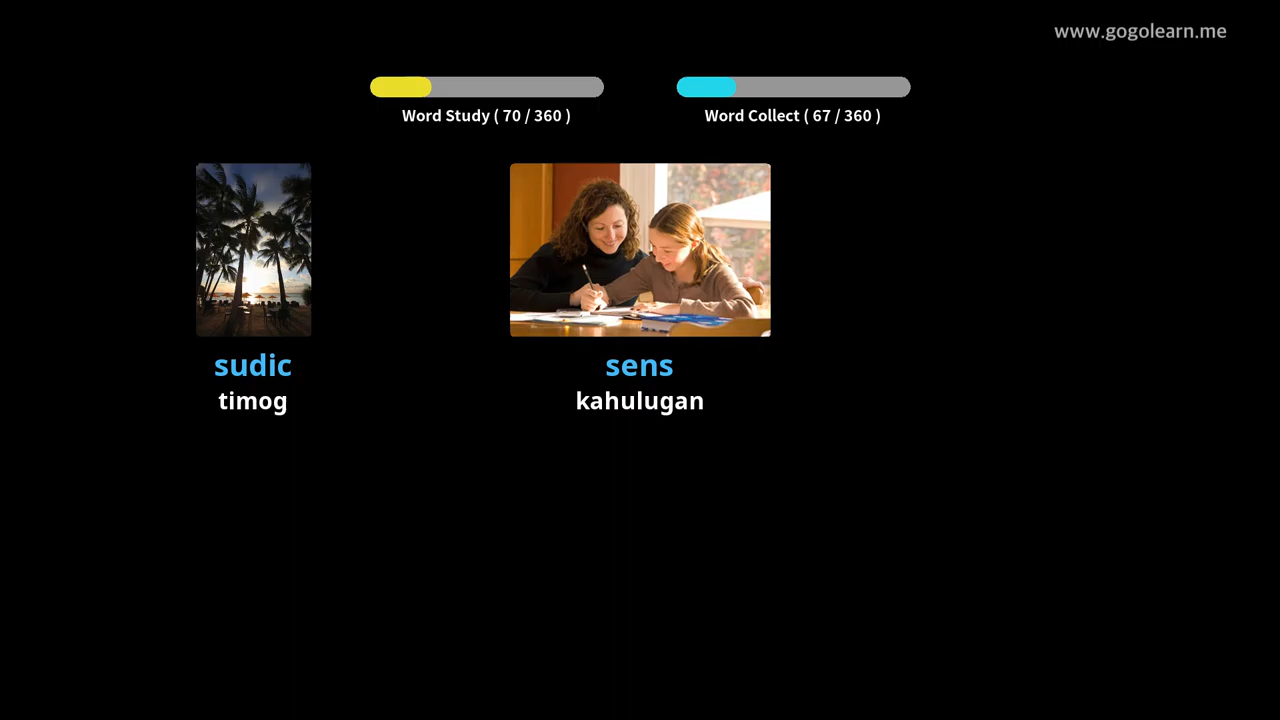 www.gogolearn.me
Word Study ( 70 / 360 )
Word Collect ( 67 / 360 )
sudic
timog
sens
kahulugan